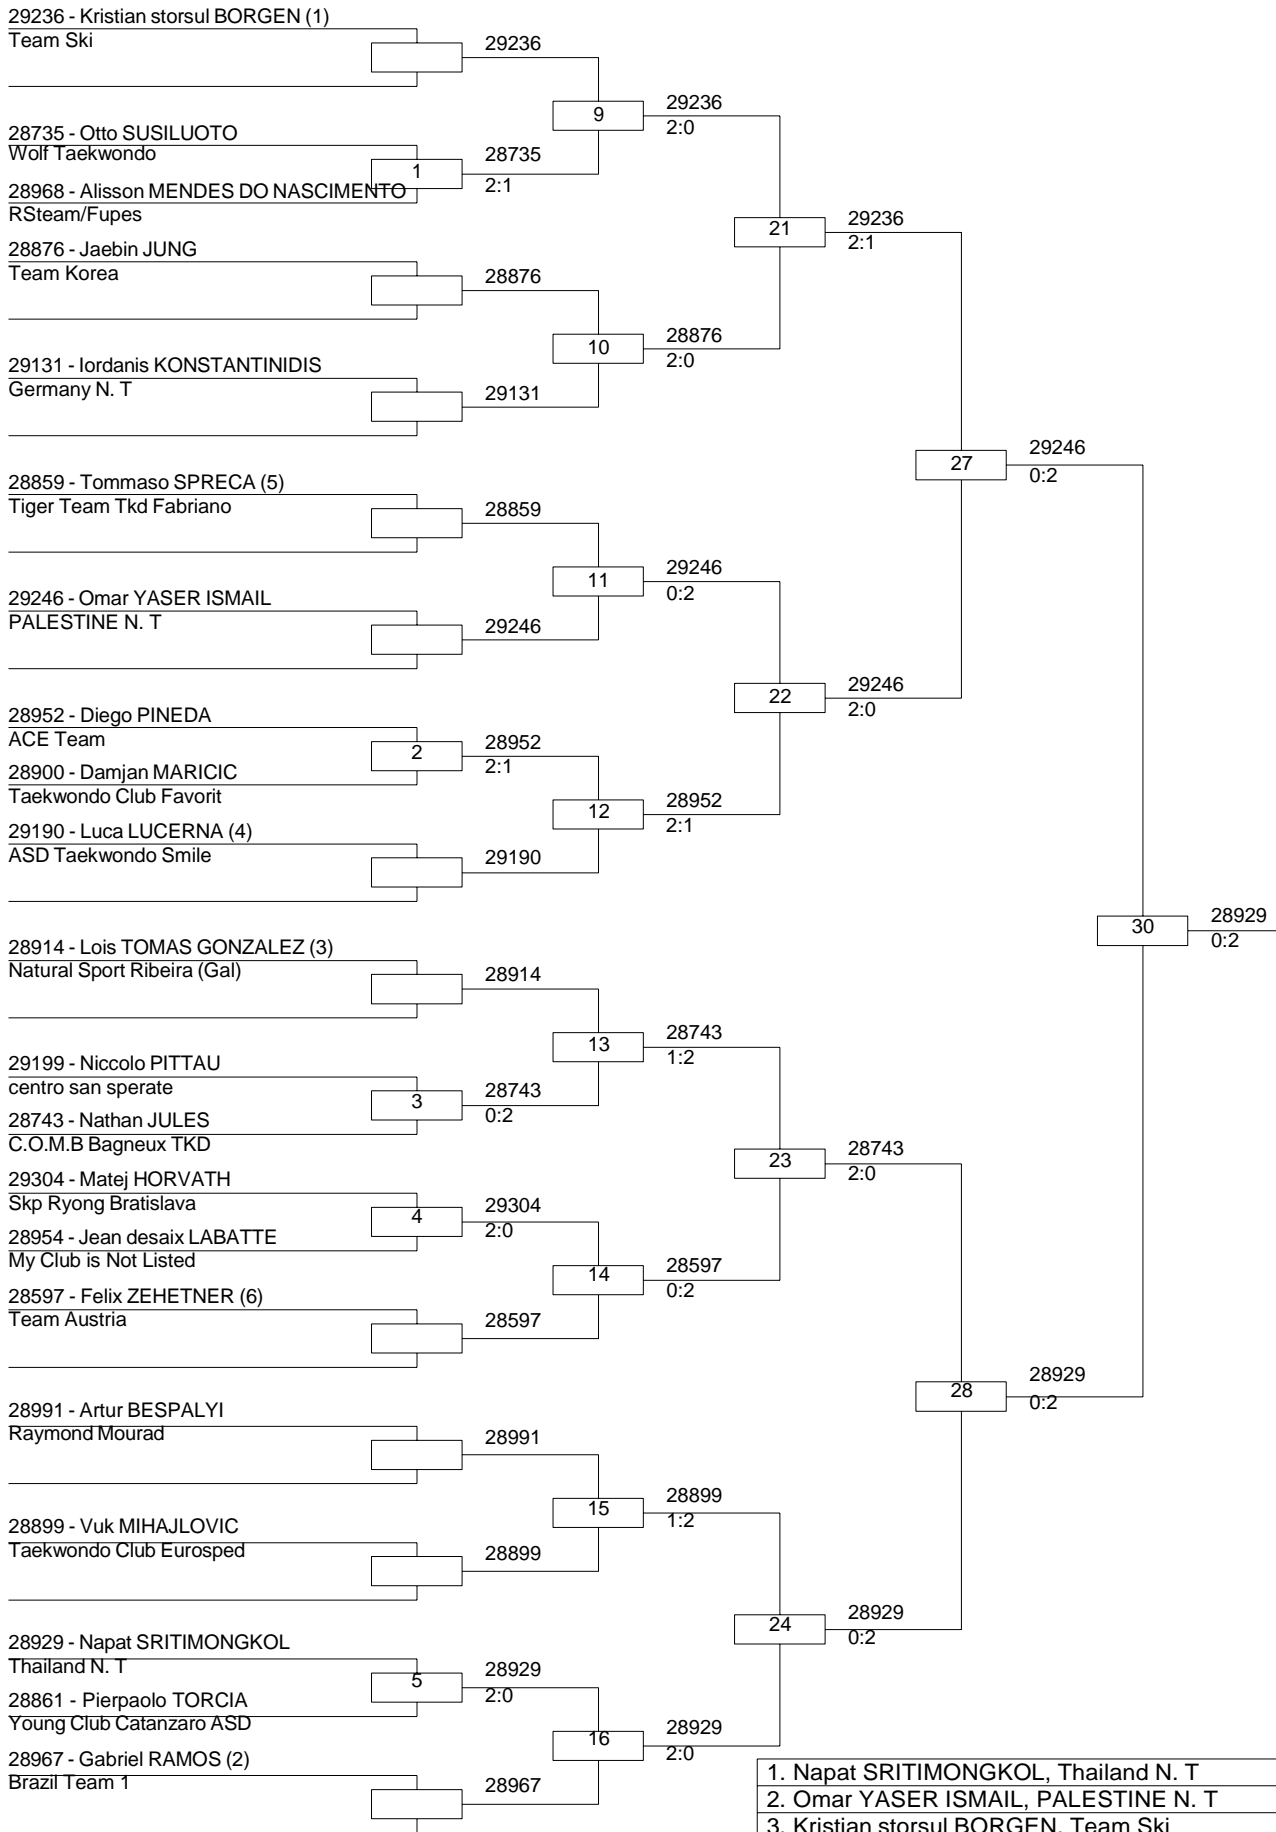 29236 - Kristian storsul BORGEN (1)
Team Ski
29236
9
29236
2:0
28735 - Otto SUSILUOTO
Wolf Taekwondo
1
28735
2:1
28968 - Alisson MENDES DO NASCIMENTO
RSteam/Fupes
21
29236
2:1
28876 - Jaebin JUNG
Team Korea
28876
10
28876
2:0
29131 - Iordanis KONSTANTINIDIS
Germany N. T
29131
27
29246
0:2
28859 - Tommaso SPRECA (5)
Tiger Team Tkd Fabriano
28859
11
29246
0:2
29246 - Omar YASER ISMAIL
PALESTINE N. T
29246
22
29246
2:0
28952 - Diego PINEDA
ACE Team
2
28952
2:1
28900 - Damjan MARICIC
Taekwondo Club Favorit
12
28952
2:1
29190 - Luca LUCERNA (4)
ASD Taekwondo Smile
29190
30
28929
0:2
28914 - Lois TOMAS GONZALEZ (3)
Natural Sport Ribeira (Gal)
28914
13
28743
1:2
29199 - Niccolo PITTAU
centro san sperate
3
28743
0:2
28743 - Nathan JULES
C.O.M.B Bagneux TKD
23
28743
2:0
29304 - Matej HORVATH
Skp Ryong Bratislava
4
29304
2:0
28954 - Jean desaix LABATTE
My Club is Not Listed
14
28597
0:2
28597 - Felix ZEHETNER (6)
Team Austria
28597
28
28929
0:2
28991 - Artur BESPALYI
Raymond Mourad
28991
15
28899
1:2
28899 - Vuk MIHAJLOVIC
Taekwondo Club Eurosped
28899
24
28929
0:2
28929 - Napat SRITIMONGKOL
Thailand N. T
5
28929
2:0
28861 - Pierpaolo TORCIA
Young Club Catanzaro ASD
16
28929
2:0
28967 - Gabriel RAMOS (2)
Brazil Team 1
28967
1. Napat SRITIMONGKOL, Thailand N. T
2. Omar YASER ISMAIL, PALESTINE N. T
3. Kristian storsul BORGEN, Team Ski